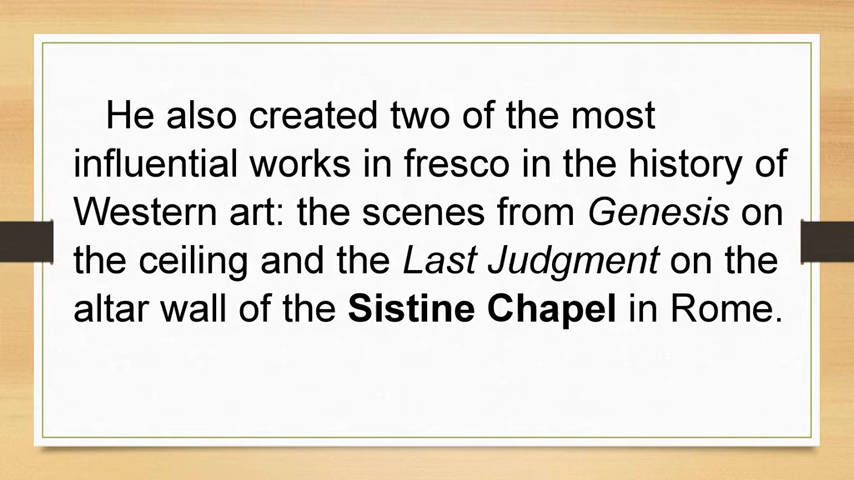 He also created two of the most
influential works in fresco in the history of
Western art: the scenes from Genesis on
the ceiling and the Last Judgment on the
altar wall of the Sistine Chapel in Rome.